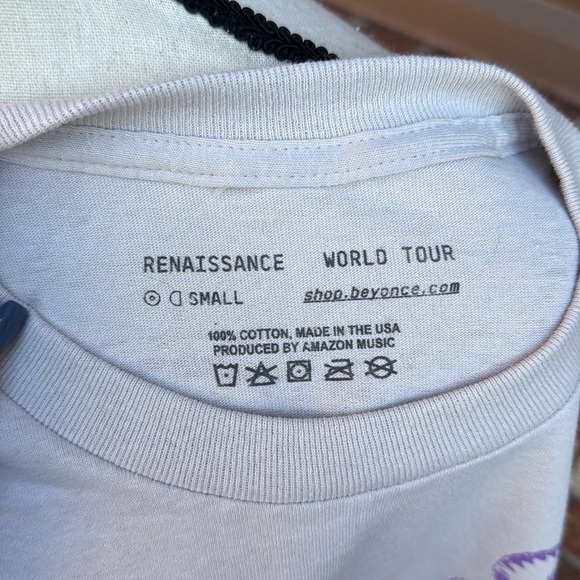 RENAISSANCE WORLD TOUR
SMALL shop.beyonce.com
100% COTTON, MADE IN THE USA
PRODUCED BY AMAZON MUSIC